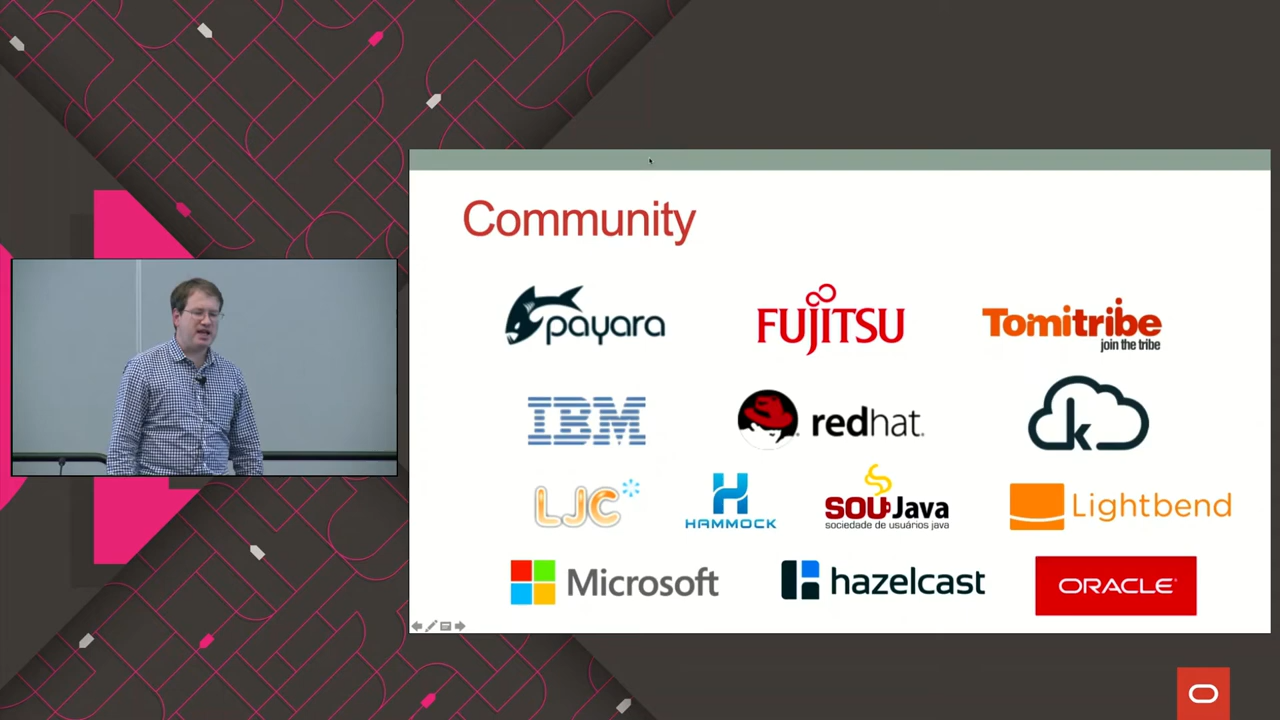 Community
payara
FUJITSU
Tomitribe
join the tribe
IBM
redhat.
k
LJC
HAMMOCK
SOUJava
sociedade de usuários java
Lightbend
Microsoft
hazelcast
ORACLE